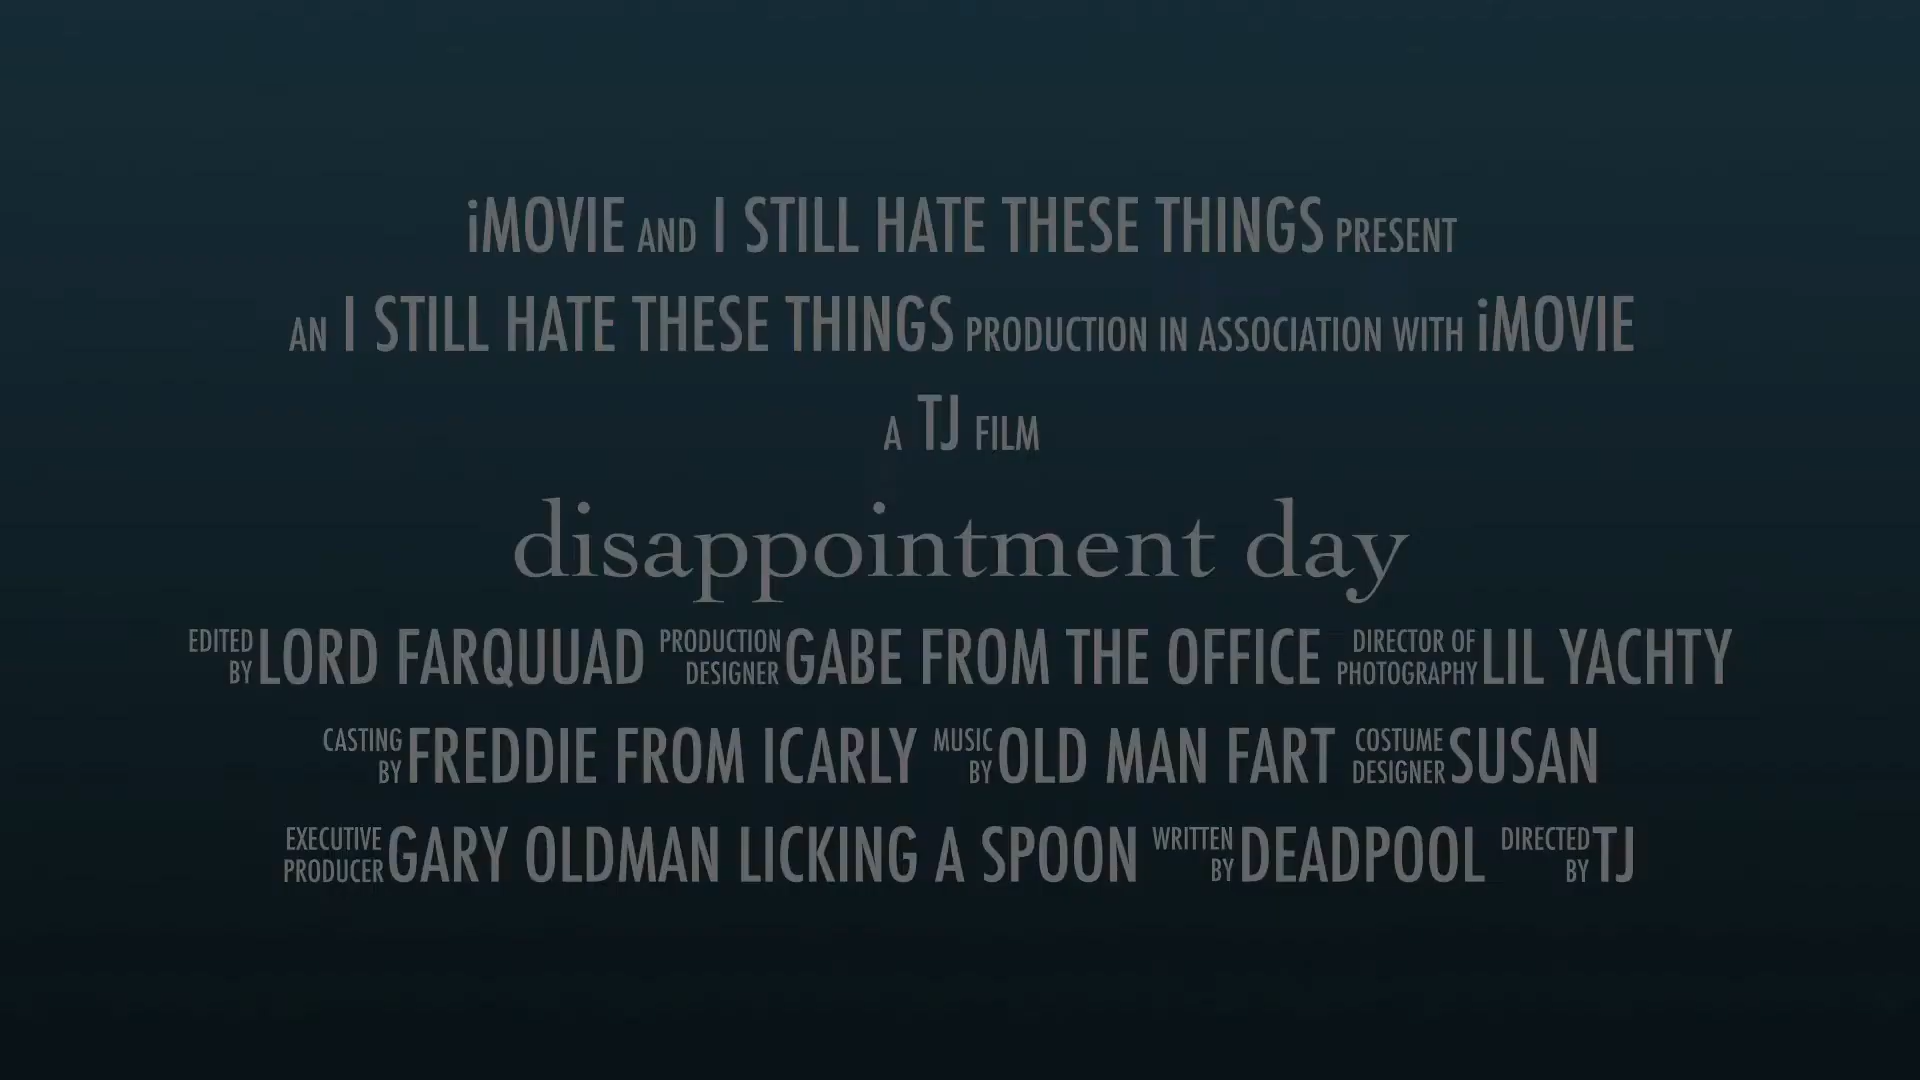 iMOVIE AND I STILL HATE THESE THINGS PRESENT
AN I STILL HATE THESE THINGS PRODUCTION IN ASSOCIATION WITH iMOVIE
A TJ FILM
disappointment day
EDITED BY LORD FARQUUAD PRODUCTION DESIGNER GABE FROM THE OFFICE DIRECTOR OF PHOTOGRAPHY LIL YACHTY
CASTING BY FREDDIE FROM ICARLY MUSIC BY OLD MAN FART COSTUME DESIGNER SUSAN
EXECUTIVE PRODUCER GARY OLDMAN LICKING A SPOON WRITTEN BY DEADPOOL DIRECTED BY TJ